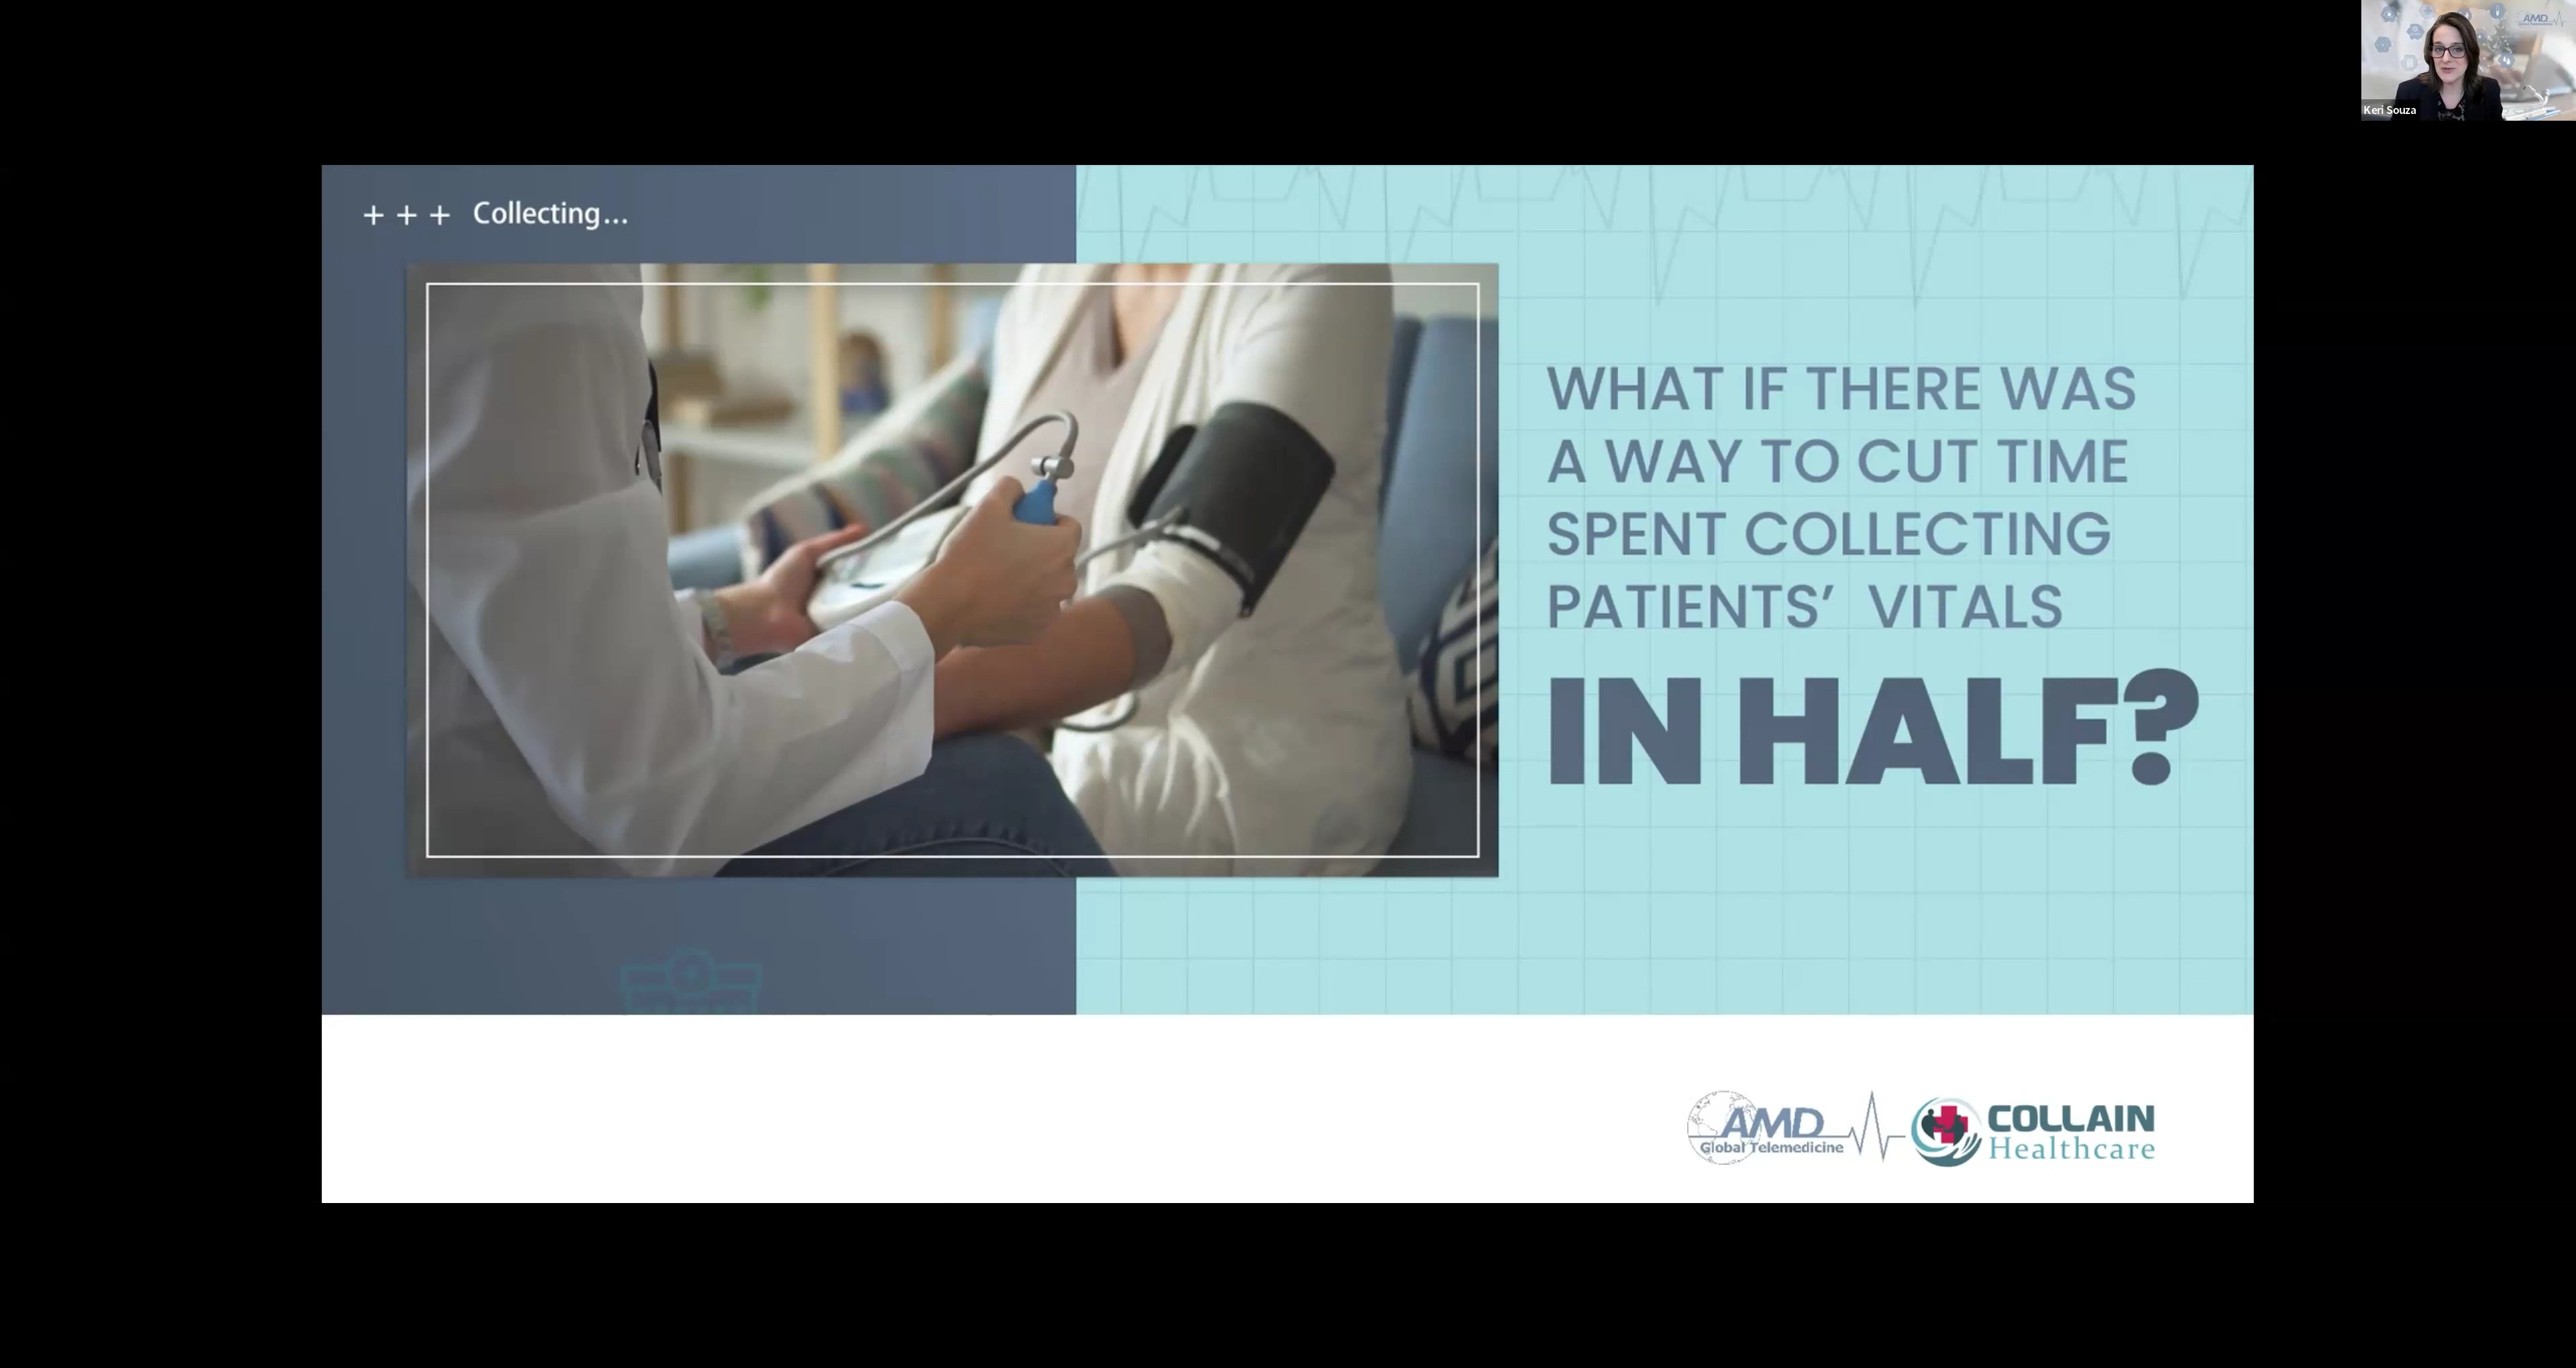 AMD
Keri Souza
+ + + Collecting...
WHAT IF THERE WAS
A WAY TO CUT TIME
SPENT COLLECTING
PATIENTS’ VITALS
IN HALF?
AMD
Global Telemedicine
COLLAIN
Healthcare